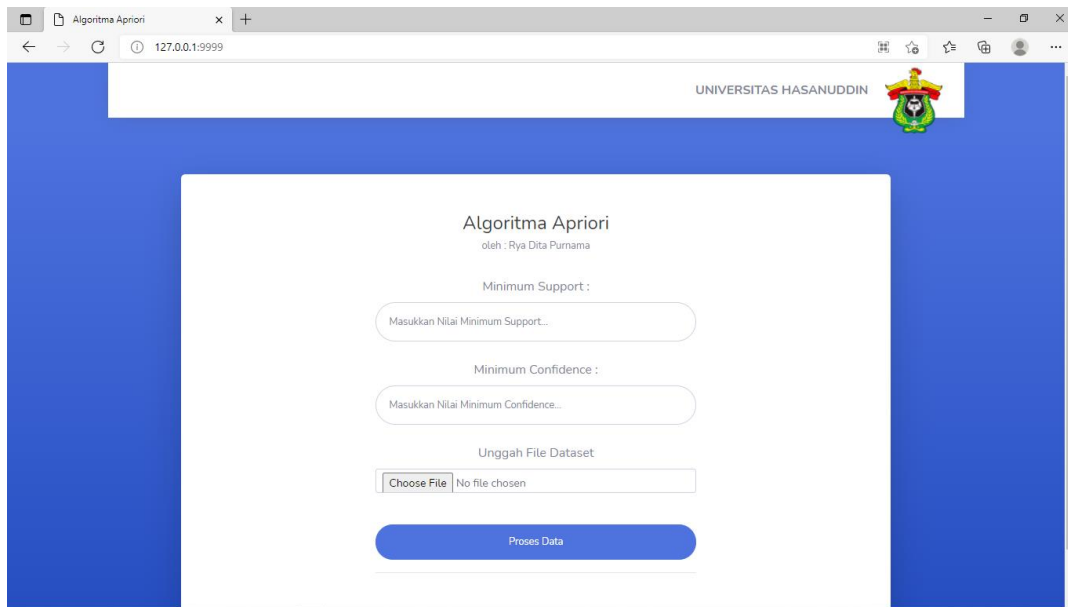 Algoritma Apriori
127.0.0.1:9999
UNIVERSITAS HASANUDDIN
Algoritma Apriori
oleh : Rya Dita Purnama
Minimum Support :
Masukkan Nilai Minimum Support...
Minimum Confidence :
Masukkan Nilai Minimum Confidence...
Unggah File Dataset
Choose File No file chosen
Proses Data